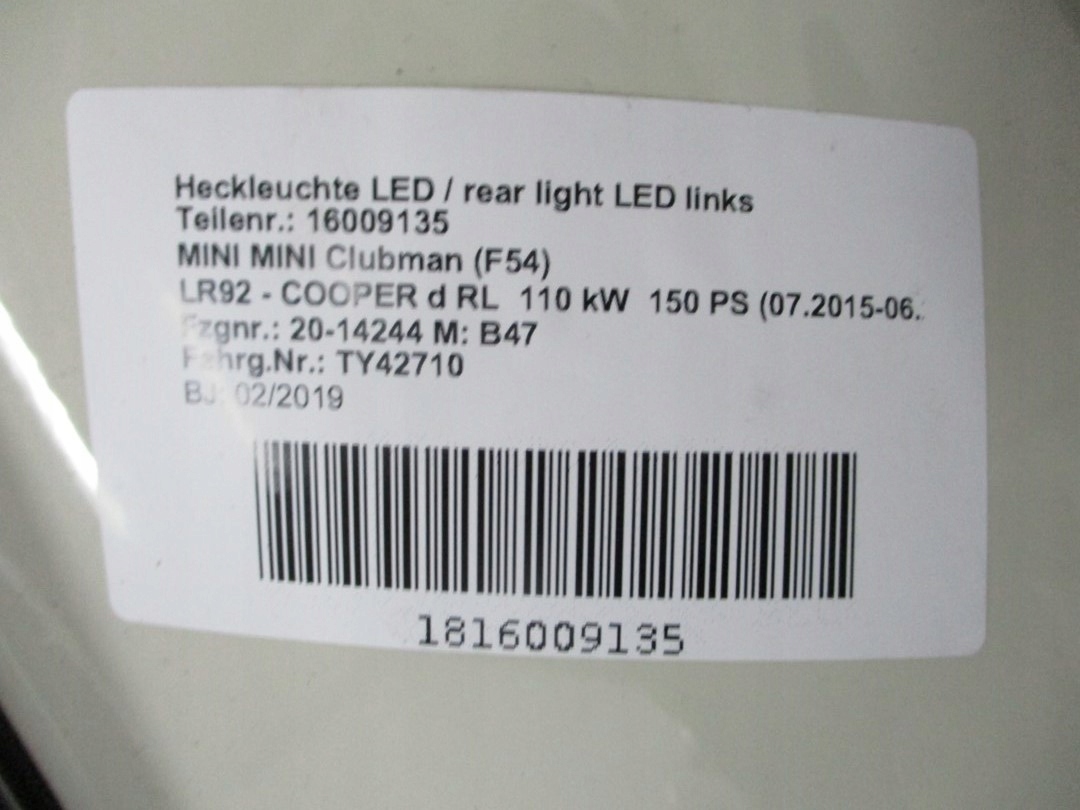 Heckleuchte LED / rear light LED links
Teilenr.: 16009135
MINI MINI Clubman (F54)
LR92 - COOPER d RL 110 kW 150 PS (07.2015-06.
Fzgnr.: 20-14244 M: B47
Fahrg.Nr.: TY42710
BJ: 02/2019
1816009135